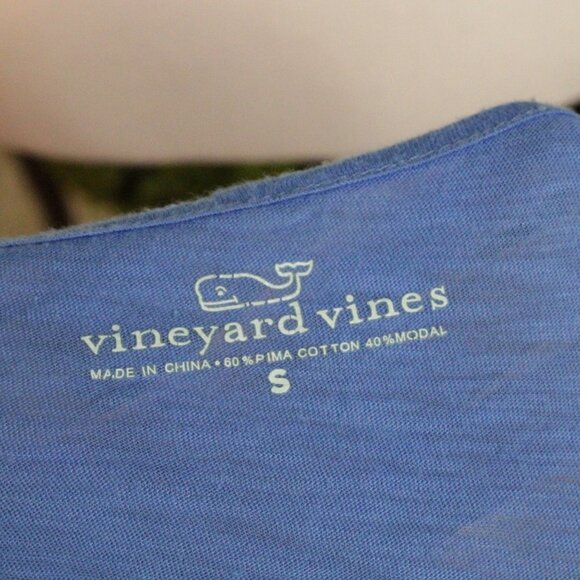 vineyard vines
MADE IN CHINA • 60%PIMA COTTON 40%MODAL
S